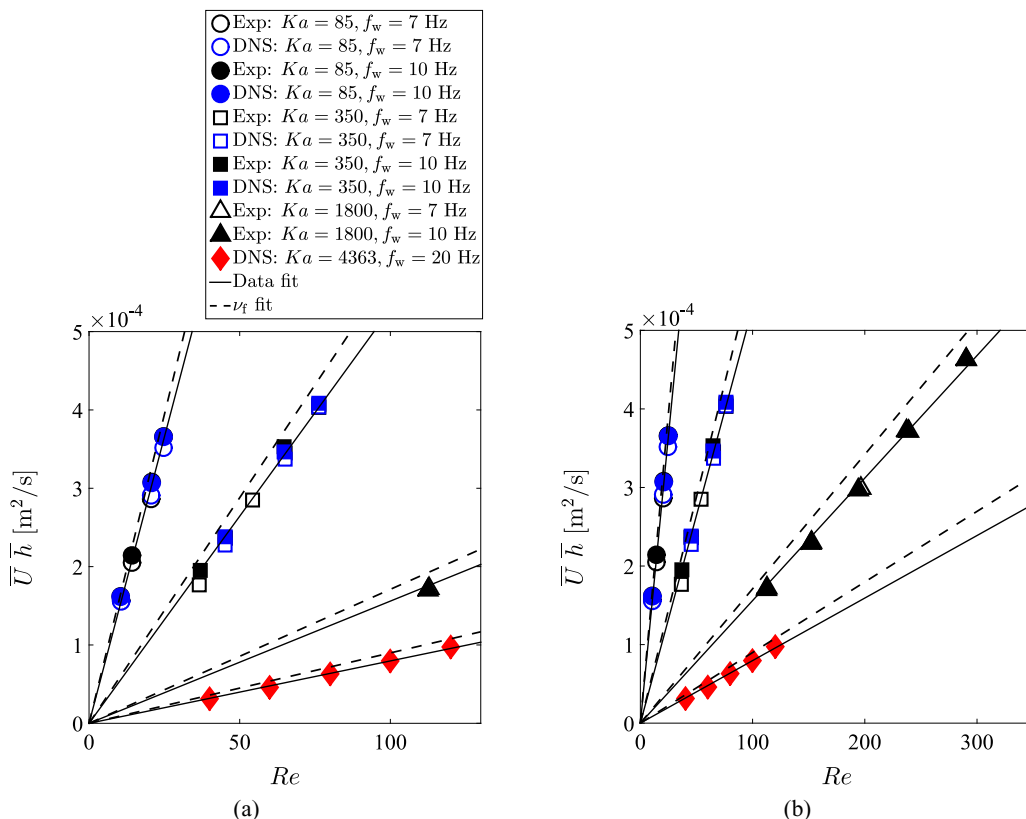 Exp: Ka = 85, f_w = 7 Hz
DNS: Ka = 85, f_w = 7 Hz
Exp: Ka = 85, f_w = 10 Hz
DNS: Ka = 85, f_w = 10 Hz
Exp: Ka = 350, f_w = 7 Hz
DNS: Ka = 350, f_w = 7 Hz
Exp: Ka = 350, f_w = 10 Hz
DNS: Ka = 350, f_w = 10 Hz
Exp: Ka = 1800, f_w = 7 Hz
Exp: Ka = 1800, f_w = 10 Hz
DNS: Ka = 4363, f_w = 20 Hz
Data fit
ν_f fit
×10⁻⁴
5
4
3
2
1
0
U̅ h̅ [m²/s]
0 50 100
Re
(a)
×10⁻⁴
5
4
3
2
1
0
U̅ h̅ [m²/s]
0 100 200 300
Re
(b)